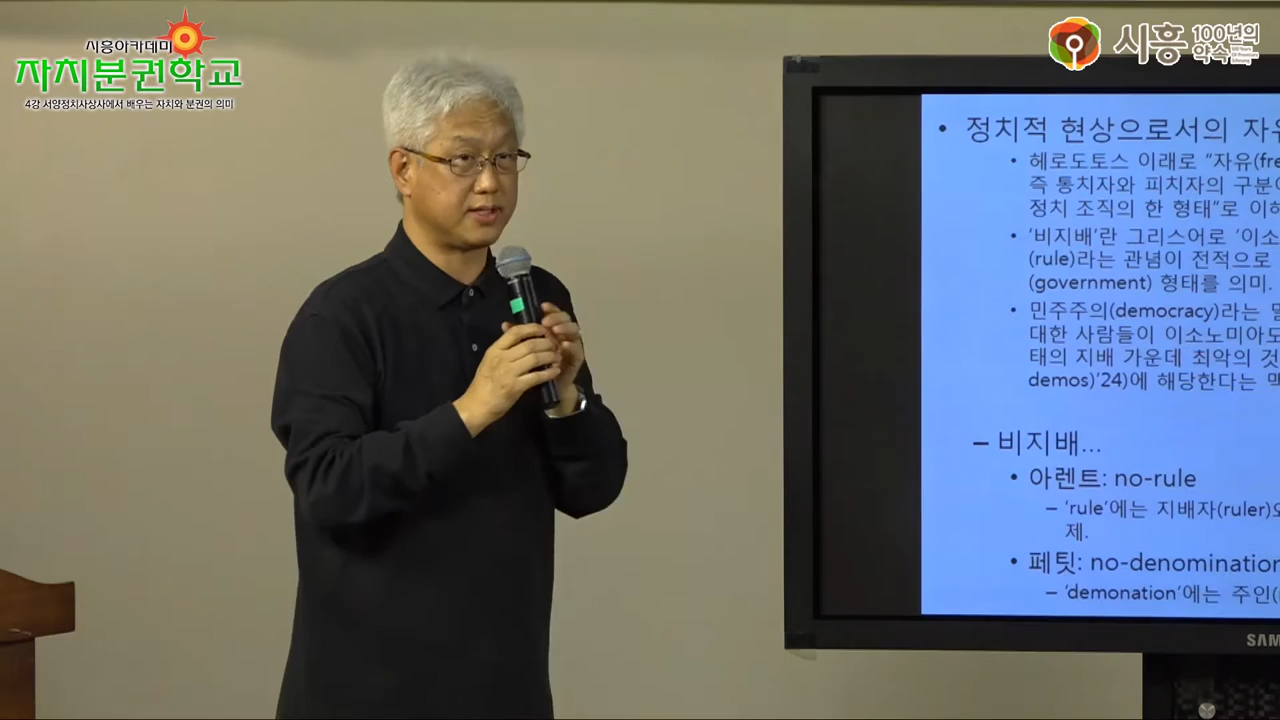 시흥아카데미
자치분권학교
4강 서양정치사상사에서 배우는 자치와 분권의 의미
시흥 100년의
약속
• 정치적 현상으로서의
• 헤로도토스 이래로 "자유(fre
즉 통치자와 피치자의 구분이
정치 조직의 한 형태"로
• '비지배'란 그리스어로 '이소
(rule)라는 관념이 전적으로
(government) 형태를 의미.
• 민주주의(democracy)라는
대한 사람들이 이소노미아도
태의 지배 가운데 최악의 것
demos)'24)에 해당한다는
– 비지배...
• 아렌트: no-rule
– 'rule'에는 지배자(ruler)와
제.
• 페팃: no-denomination
– 'demonation'에는 주인(
SAM